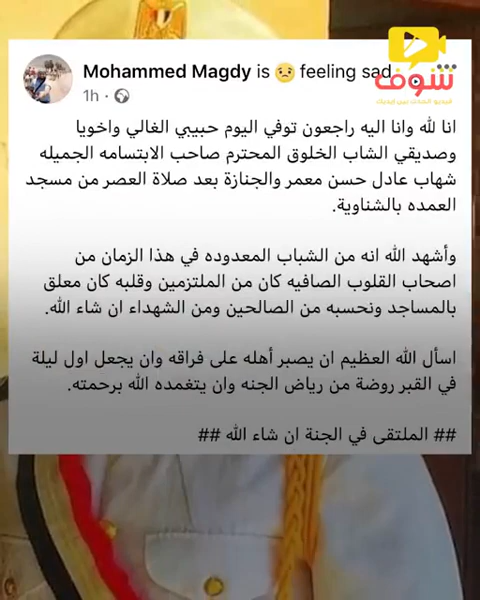 شوف
فيديو الحدث بين إيديك
Mohammed Magdy is 😢 feeling sad.
1h ·
انا لله وانا اليه راجعون توفي اليوم حبيبي الغالي واخويا
وصديقي الشاب الخلوق المحترم صاحب الابتسامه الجميله
شهاب عادل حسن معمر والجنازة بعد صلاة العصر من مسجد
العمده بالشناوية.
وأشهد الله انه من الشباب المعدوده في هذا الزمان من
اصحاب القلوب الصافيه كان من الملتزمين وقلبه كان معلق
بالمساجد ونحسبه من الصالحين ومن الشهداء ان شاء الله.
اسأل الله العظيم ان يصبر أهله على فراقه وان يجعل اول ليلة
في القبر روضة من رياض الجنه وان يتغمده الله برحمته.
## الملتقى في الجنة ان شاء الله ##